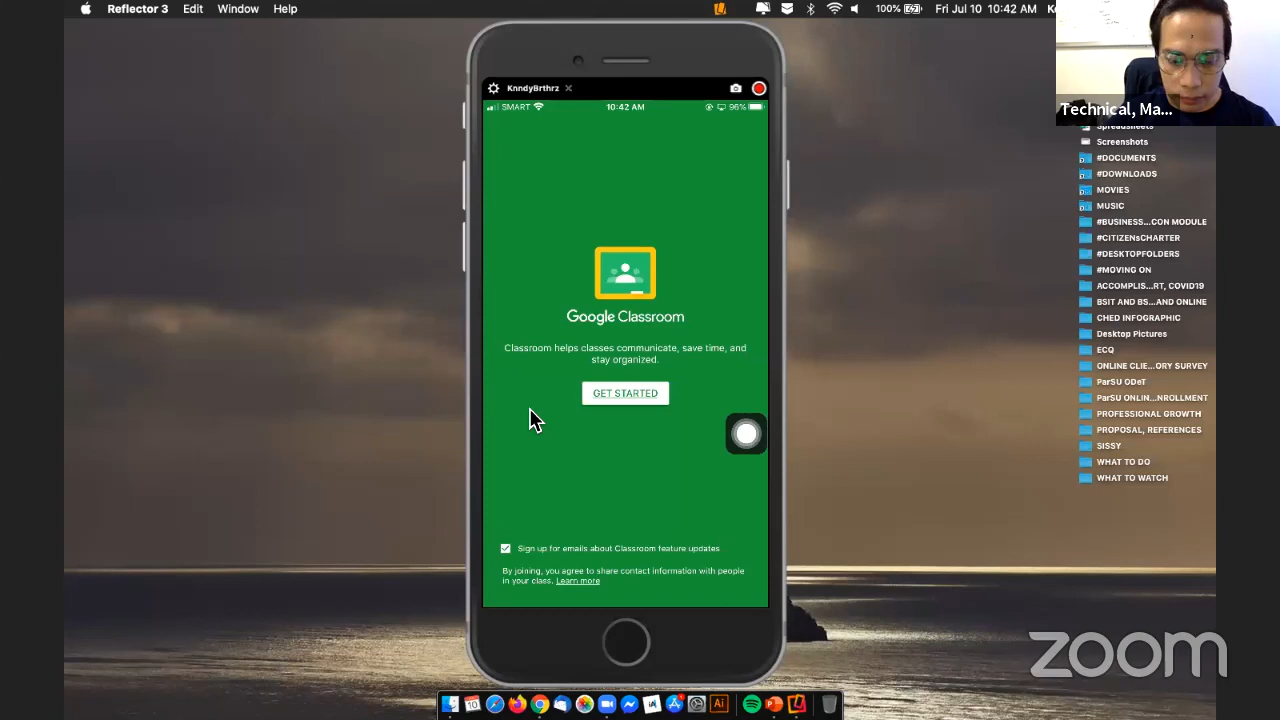 Reflector 3 Edit Window Help
100% Fri Jul 10 10:42 AM
Technical, Ma...
KnndyBrthrz
SMART 10:42 AM 96%
Google Classroom
Classroom helps classes communicate, save time, and
stay organized.
GET STARTED
Sign up for emails about Classroom feature updates
By joining, you agree to share contact information with people
in your class. Learn more
Spreadsheets
Screenshots
#DOCUMENTS
#DOWNLOADS
MOVIES
MUSIC
#BUSINESS...CON MODULE
#CITIZENsCHARTER
#DESKTOPFOLDERS
#MOVING ON
ACCOMPLIS...RT, COVID19
BSIT AND BS...AND ONLINE
CHED INFOGRAPHIC
Desktop Pictures
ECQ
ONLINE CLIE...ORY SURVEY
ParSU ODeT
ParSU ONLIN...NROLLMENT
PROFESSIONAL GROWTH
PROPOSAL, REFERENCES
SISSY
WHAT TO DO
WHAT TO WATCH
zoom
10
Ai